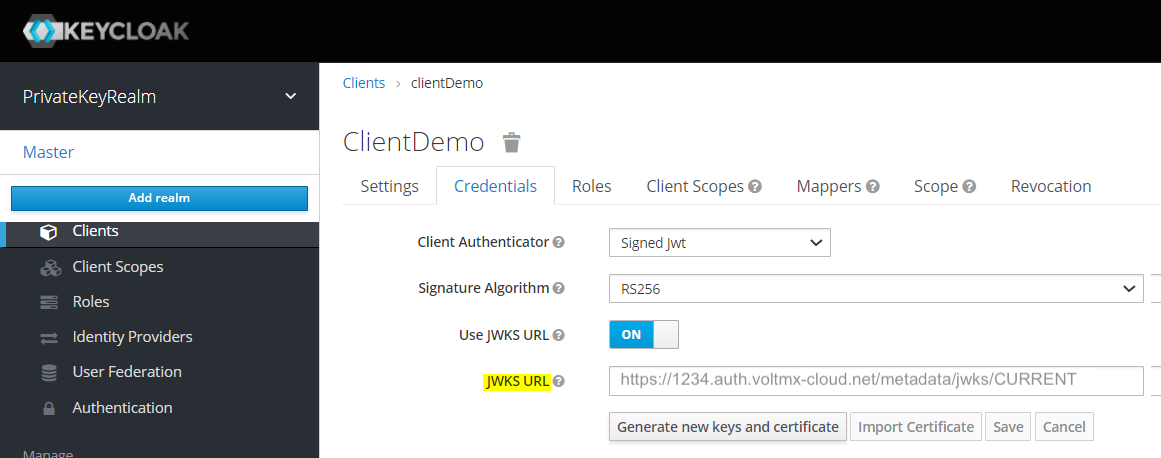 KEYCLOAK
PrivateKeyRealm
Master
Add realm
Clients
Client Scopes
Roles
Identity Providers
User Federation
Authentication
Manage
Clients > clientDemo
ClientDemo
Settings Credentials Roles Client Scopes ? Mappers ? Scope ? Revocation
Client Authenticator ? Signed Jwt
Signature Algorithm ? RS256
Use JWKS URL ? ON
JWKS URL ? https://1234.auth.voltmx-cloud.net/metadata/jwks/CURRENT
Generate new keys and certificate Import Certificate Save Cancel